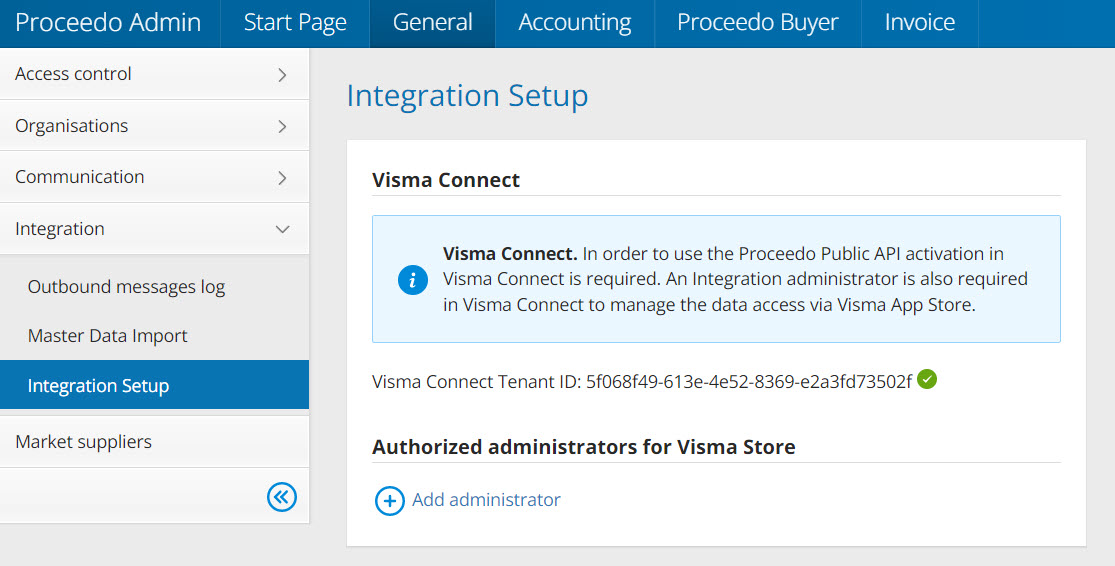 Proceedo Admin
Start Page
General
Accounting
Proceedo Buyer
Invoice
Access control
Organisations
Communication
Integration
Outbound messages log
Master Data Import
Integration Setup
Market suppliers
Integration Setup
Visma Connect
Visma Connect. In order to use the Proceedo Public API activation in
Visma Connect is required. An Integration administrator is also required
in Visma Connect to manage the data access via Visma App Store.
Visma Connect Tenant ID: 5f068f49-613e-4e52-8369-e2a3fd73502f
Authorized administrators for Visma Store
Add administrator